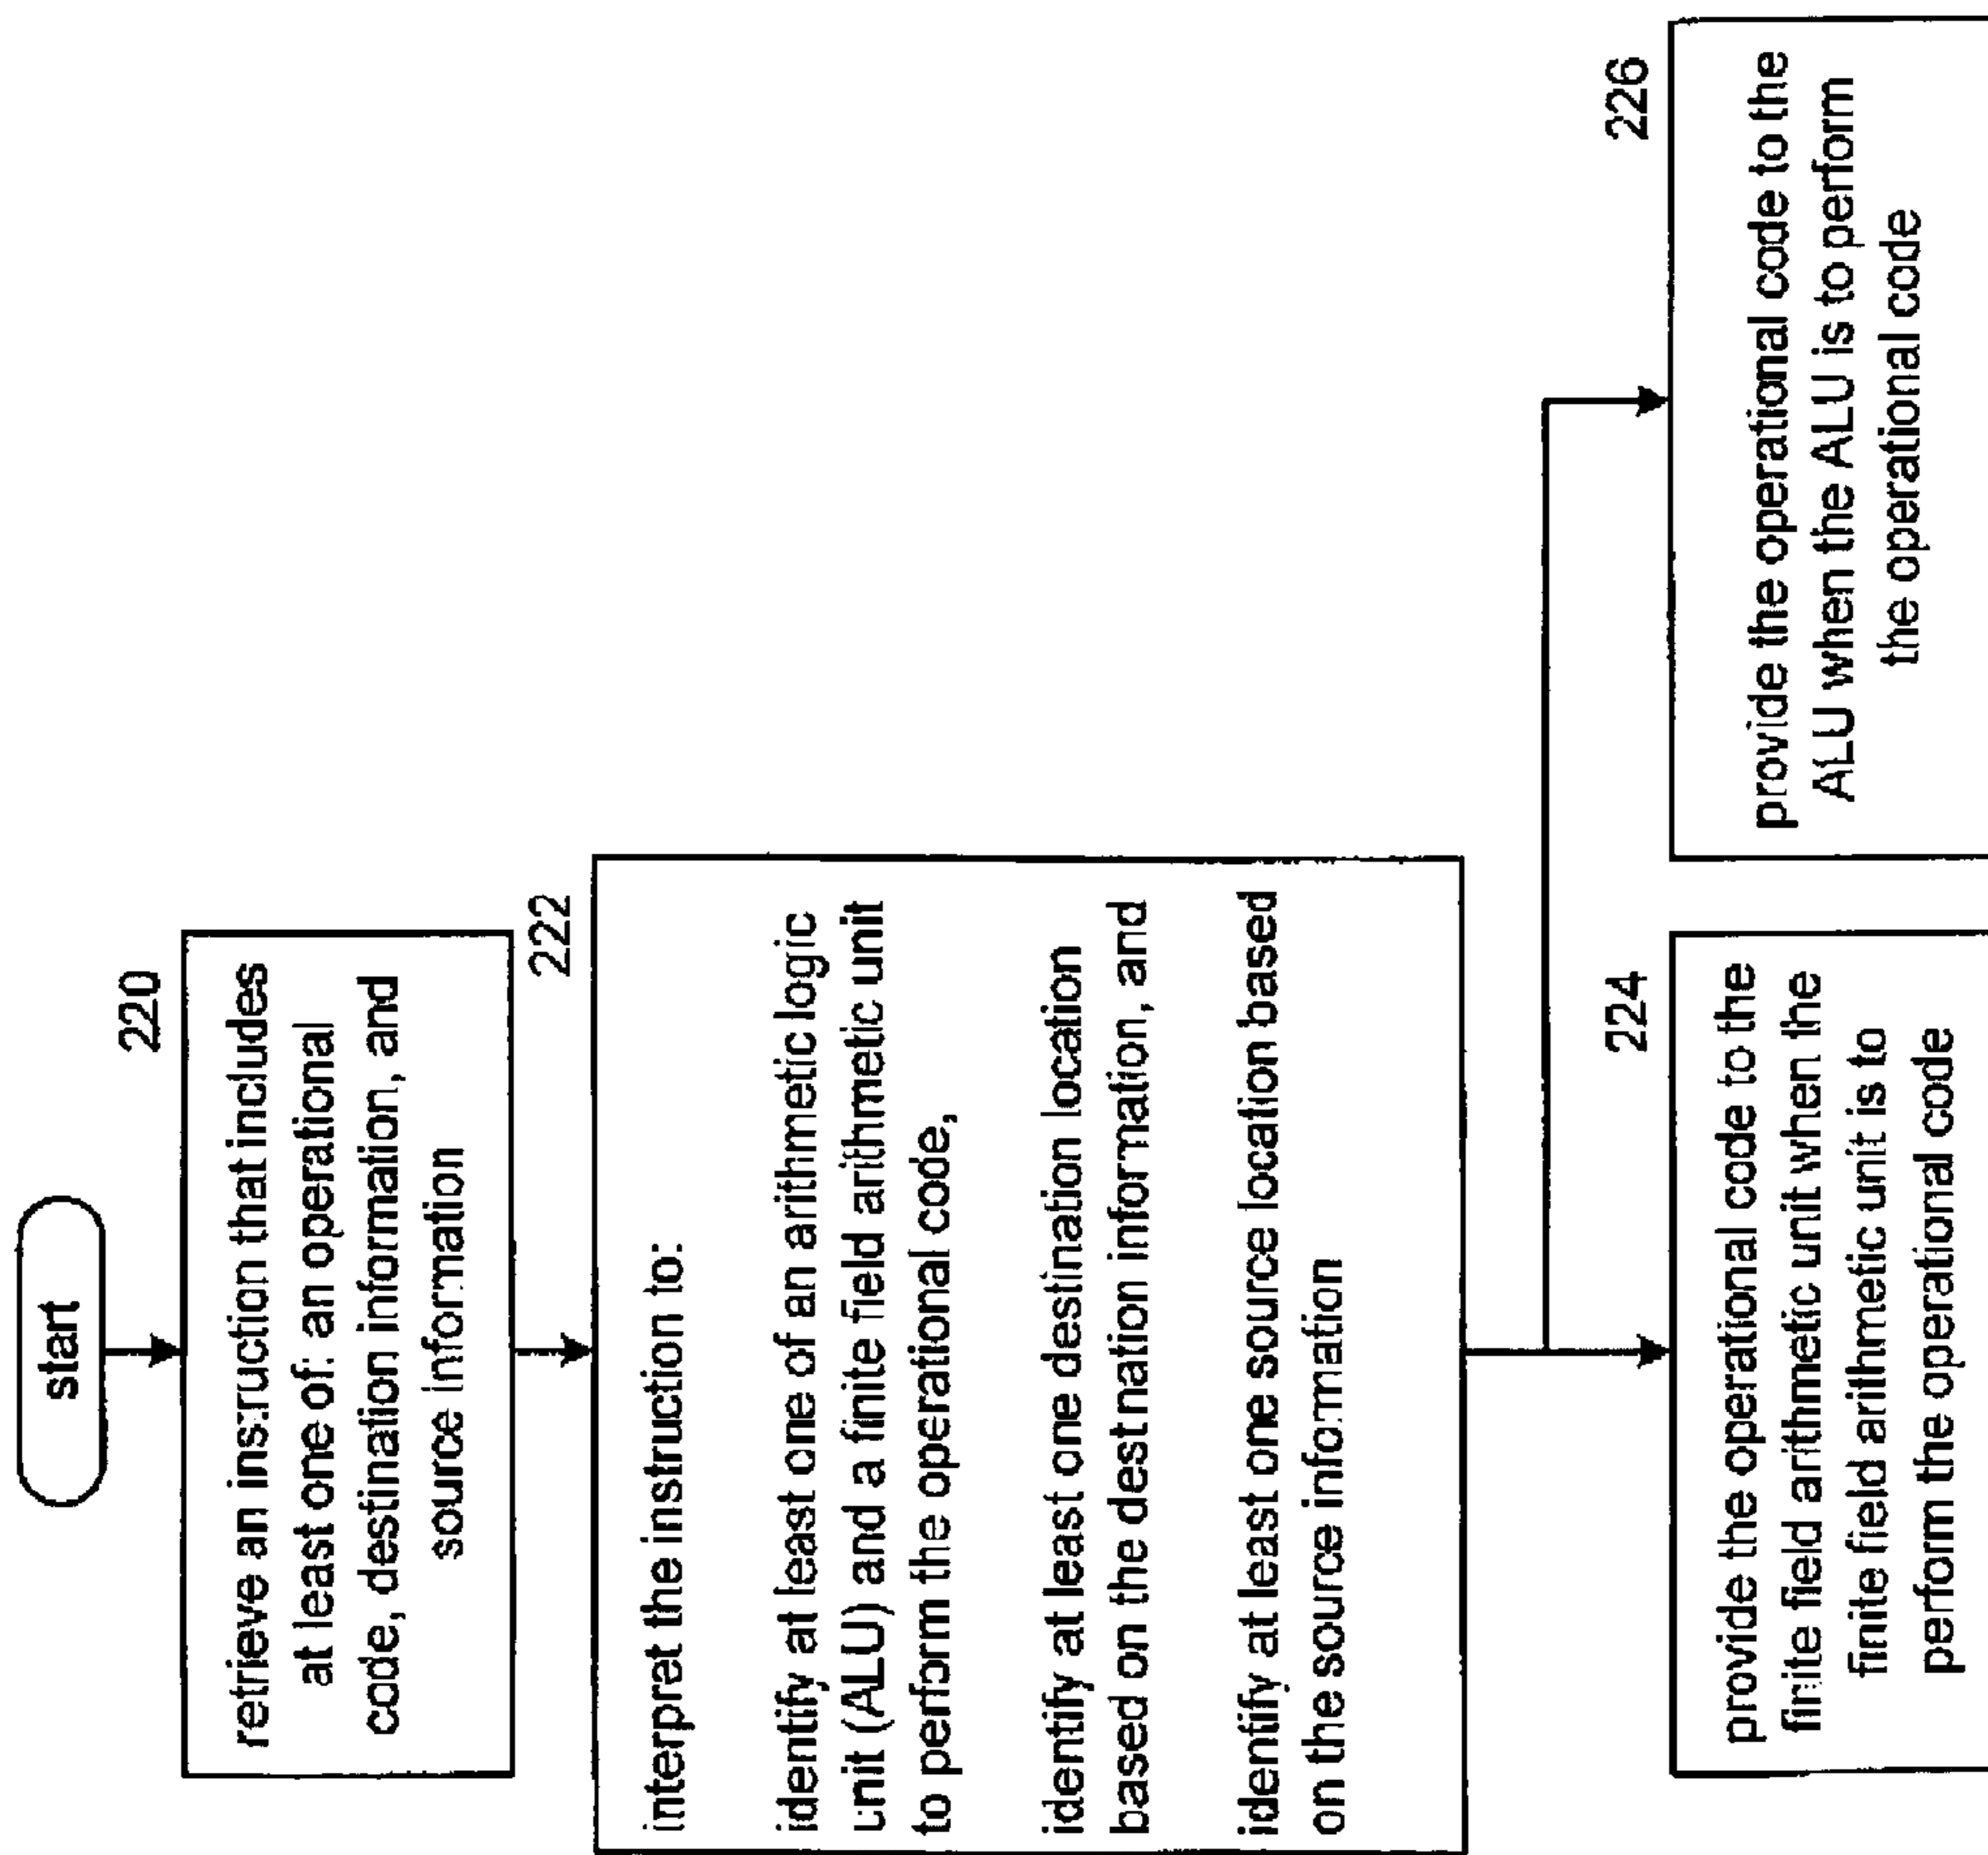 start
220
retrieve an instruction that includes
at least one of: an operational
code, destination information, and
source information
222
interpret the instruction to:
identify at least one of an arithmetic logic
unit (ALU) and a finite field arithmetic unit
to perform the operational code,
identify at least one destination location
based on the destination information, and
identify at least one source location based
on the source information
224
provide the operational code to the
finite field arithmetic unit when the
finite field arithmetic unit is to
perform the operational code
226
provide the operational code to the
ALU when the ALU is to perform
the operational code